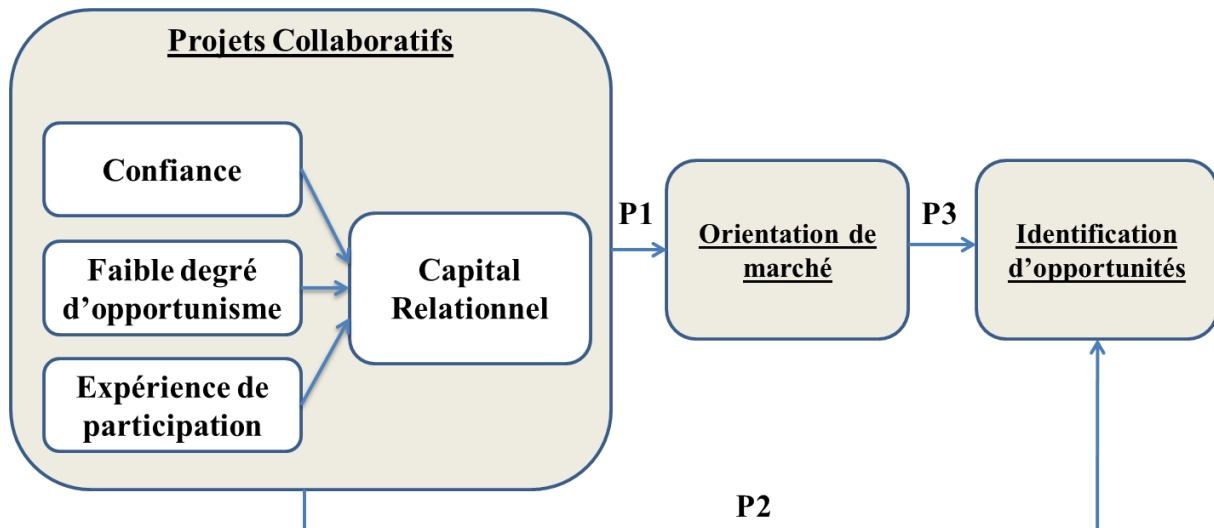 Projets Collaboratifs
Confiance
Faible degré
d’opportunisme
Expérience de
participation
Capital
Relationnel
P1
Orientation de
marché
P3
Identification
d’opportunités
P2